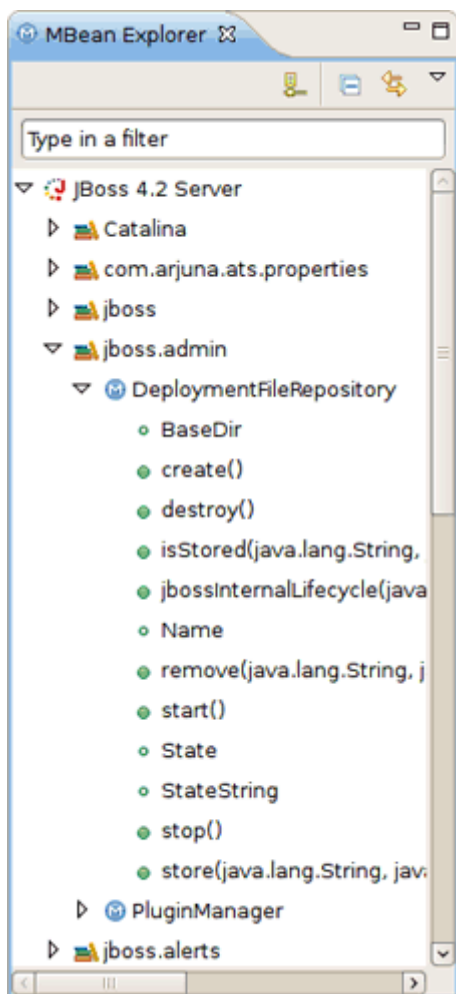 MBean Explorer
Type in a filter
JBoss 4.2 Server
Catalina
com.arjuna.ats.properties
jboss
jboss.admin
DeploymentFileRepository
BaseDir
create()
destroy()
isStored(java.lang.String,
jbossInternalLifecycle(java
Name
remove(java.lang.String, j
start()
State
StateString
stop()
store(java.lang.String, java
PluginManager
jboss.alerts